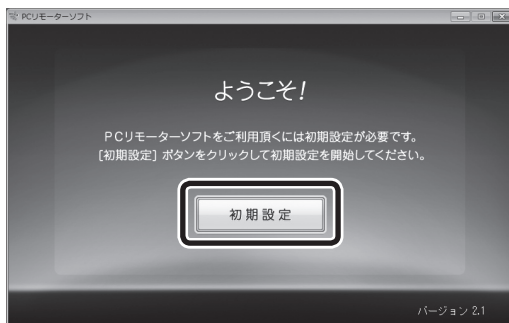 PCリモーターソフト
ようこそ!
PCリモーターソフトをご利用頂くには初期設定が必要です。
[初期設定] ボタンをクリックして初期設定を開始してください。
初期設定
バージョン 2.1